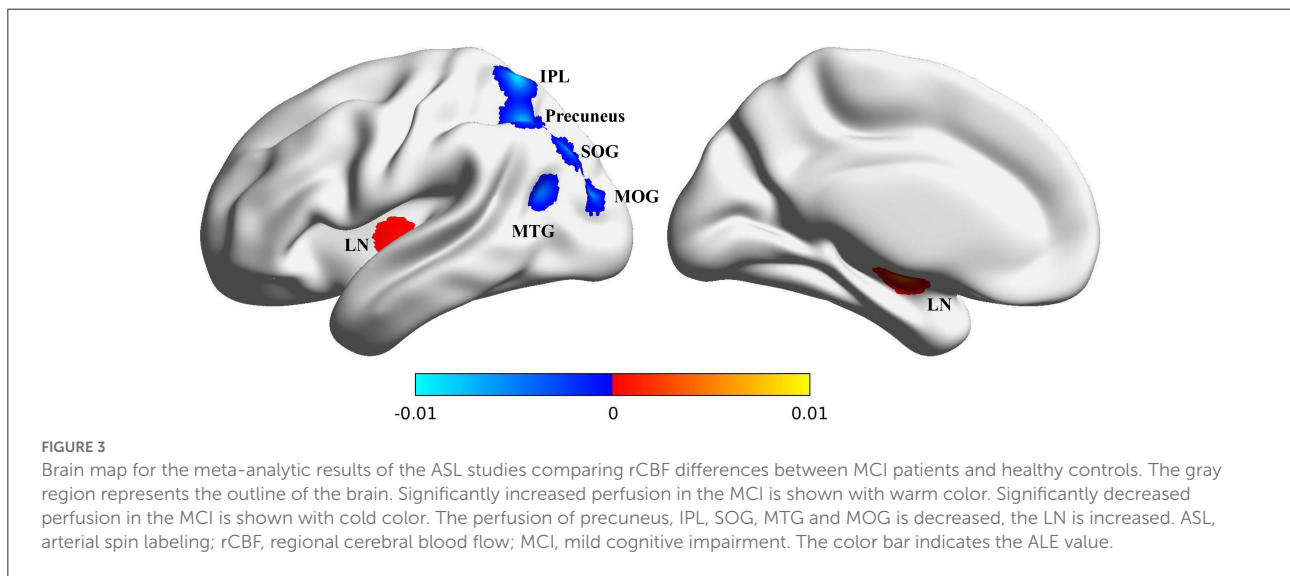 IPL
Precuneus
SOG
MOG
MTG
LN
LN
-0.01 0 0.01
FIGURE 3
Brain map for the meta-analytic results of the ASL studies comparing rCBF differences between MCI patients and healthy controls. The gray
region represents the outline of the brain. Significantly increased perfusion in the MCI is shown with warm color. Significantly decreased
perfusion in the MCI is shown with cold color. The perfusion of precuneus, IPL, SOG, MTG and MOG is decreased, the LN is increased. ASL,
arterial spin labeling; rCBF, regional cerebral blood flow; MCI, mild cognitive impairment. The color bar indicates the ALE value.